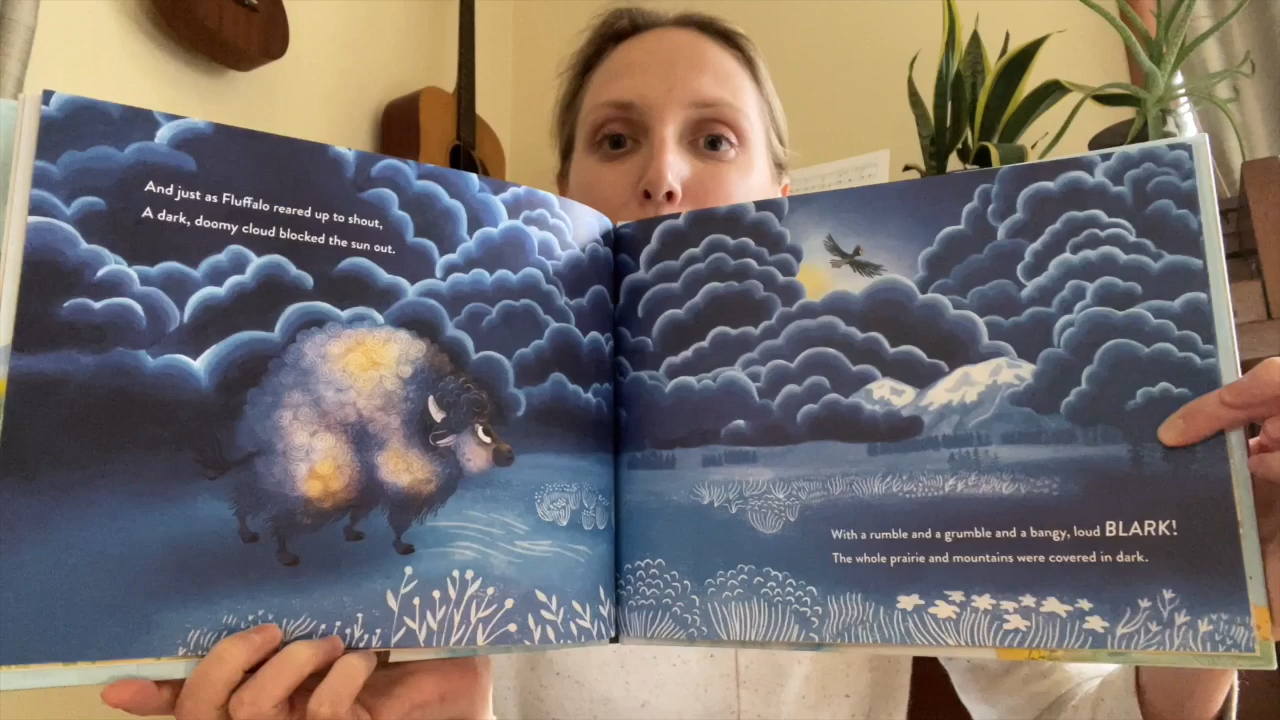 And just as Fluffalo reared up to shout,
A dark, doomy cloud blocked the sun out.
With a rumble and a grumble and a bangy, loud BLARK!
The whole prairie and mountains were covered in dark.